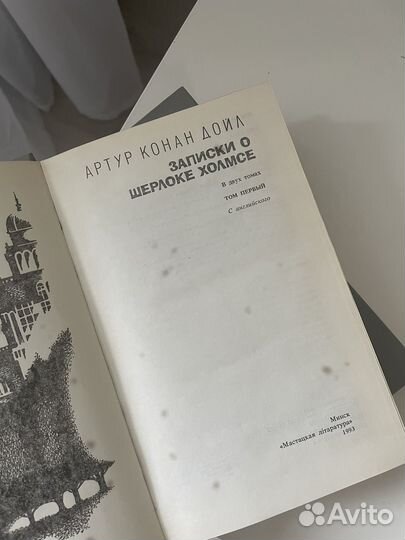 АРТУР КОНАН ДОЙЛ
ЗАПИСКИ О
ШЕРЛОКЕ ХОЛМСЕ
В двух томах
ТОМ ПЕРВЫЙ
С английского
Минск
«Мастацкая літаратура»
1993
Avito